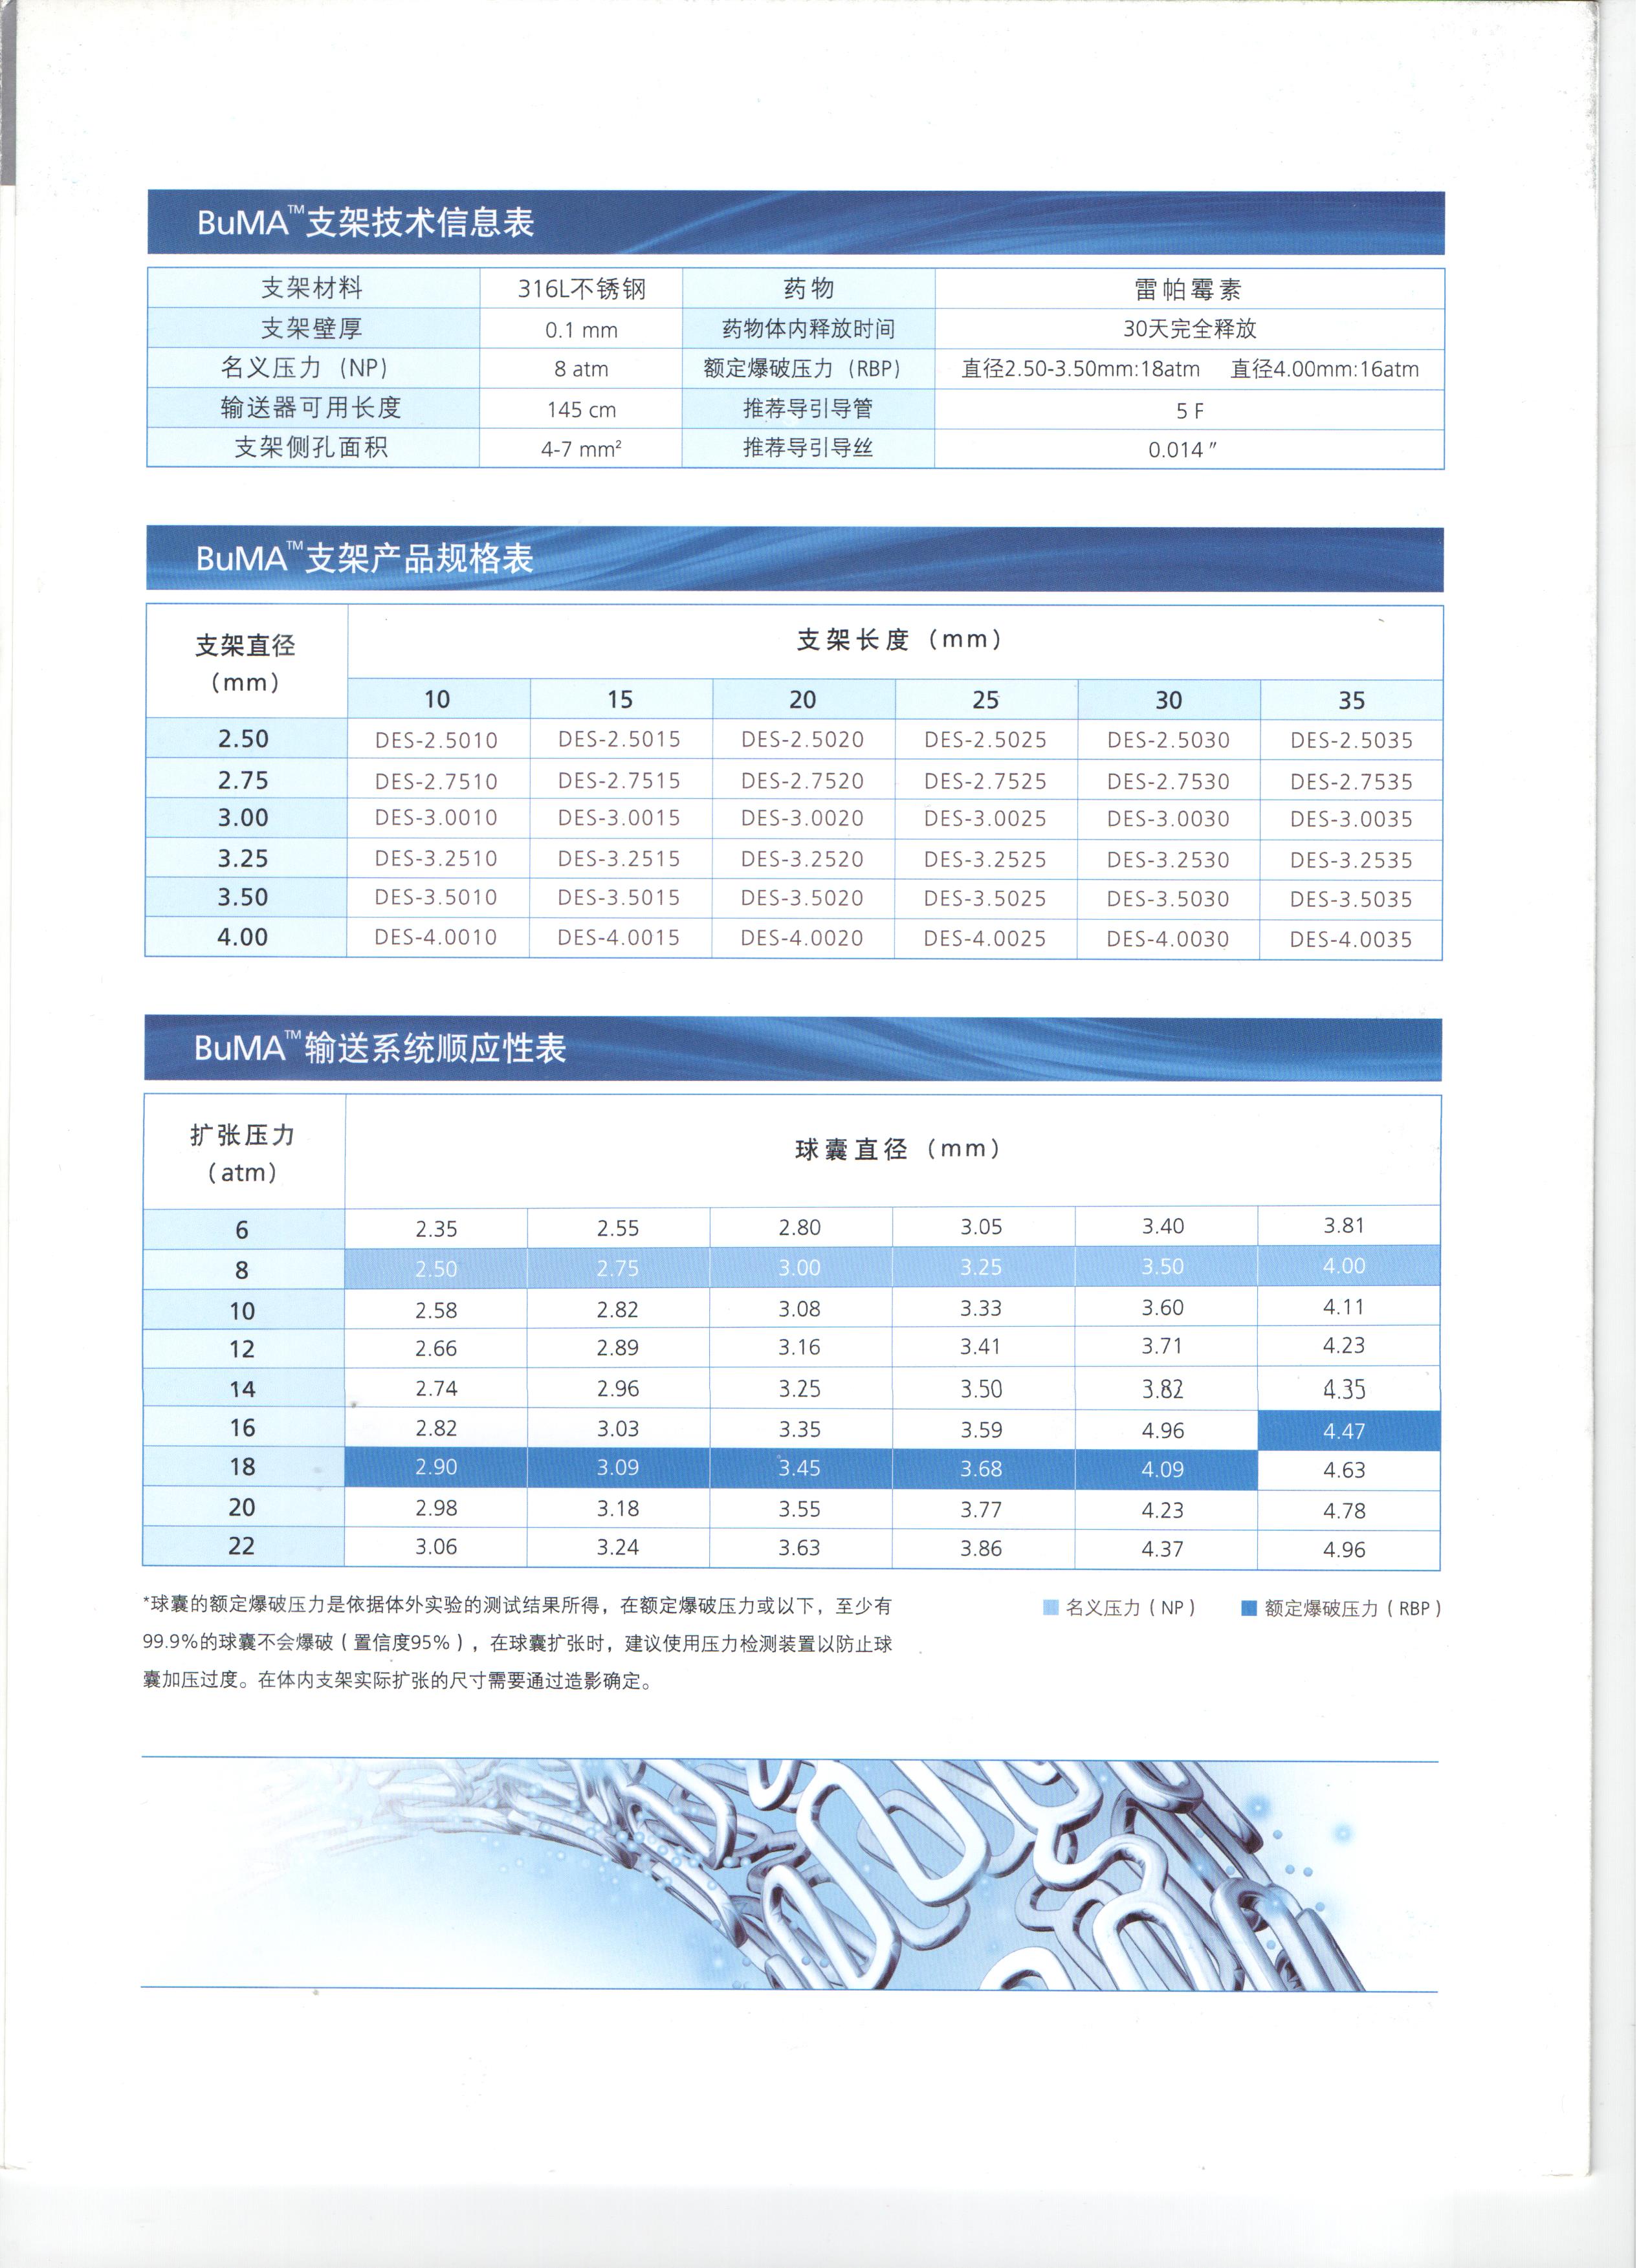 BuMA™支架技术信息表
支架材料 316L不锈钢 药物 雷帕霉素
支架壁厚 0.1 mm 药物体内释放时间 30天完全释放
名义压力（NP） 8 atm 额定爆破压力（RBP） 直径2.50-3.50mm:18atm 直径4.00mm:16atm
输送器可用长度 145 cm 推荐导引导管 5 F
支架侧孔面积 4-7 mm² 推荐导引导丝 0.014″
BuMA™支架产品规格表
支架直径
（mm）
支架长度（mm）
10 15 20 25 30 35
2.50 DES-2.5010 DES-2.5015 DES-2.5020 DES-2.5025 DES-2.5030 DES-2.5035
2.75 DES-2.7510 DES-2.7515 DES-2.7520 DES-2.7525 DES-2.7530 DES-2.7535
3.00 DES-3.0010 DES-3.0015 DES-3.0020 DES-3.0025 DES-3.0030 DES-3.0035
3.25 DES-3.2510 DES-3.2515 DES-3.2520 DES-3.2525 DES-3.2530 DES-3.2535
3.50 DES-3.5010 DES-3.5015 DES-3.5020 DES-3.5025 DES-3.5030 DES-3.5035
4.00 DES-4.0010 DES-4.0015 DES-4.0020 DES-4.0025 DES-4.0030 DES-4.0035
BuMA™输送系统顺应性表
扩张压力
（atm）
球囊直径（mm）
6 2.35 2.55 2.80 3.05 3.40 3.81
8 2.50 2.75 3.00 3.25 3.50 4.00
10 2.58 2.82 3.08 3.33 3.60 4.11
12 2.66 2.89 3.16 3.41 3.71 4.23
14 2.74 2.96 3.25 3.50 3.82 4.35
16 2.82 3.03 3.35 3.59 4.96 4.47
18 2.90 3.09 3.45 3.68 4.09 4.63
20 2.98 3.18 3.55 3.77 4.23 4.78
22 3.06 3.24 3.63 3.86 4.37 4.96
*球囊的额定爆破压力是依据体外实验的测试结果所得，在额定爆破压力或以下，至少有
99.9%的球囊不会爆破（置信度95%），在球囊扩张时，建议使用压力检测装置以防止球
囊加压过度。在体内支架实际扩张的尺寸需要通过造影确定。
名义压力（NP） 额定爆破压力（RBP）